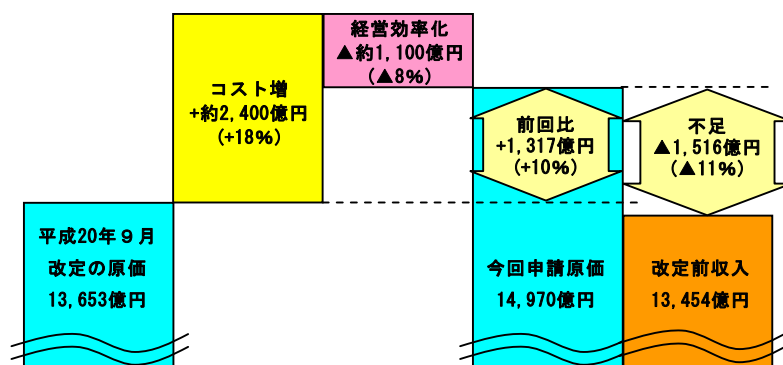 経営効率化
▲約1,100億円
(▲8%)
コスト増
+約2,400億円
(+18%)
前回比
+1,317億円
(+10%)
不足
▲1,516億円
(▲11%)
平成20年９月
改定の原価
13,653億円
今回申請原価
14,970億円
改定前収入
13,454億円